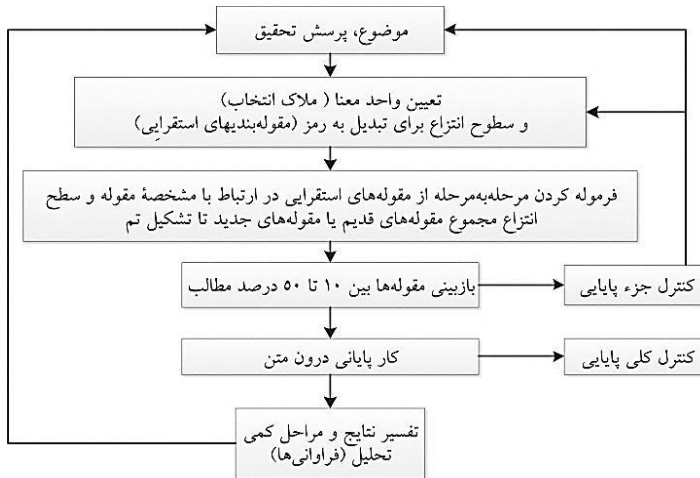 موضوع، پرسش تحقیق
تعیین واحد معنا ( ملاک انتخاب)
و سطوح انتزاع برای تبدیل به رمز (مقوله‌بندیهای استقرایِی)
فرموله کردن مرحله‌به‌مرحله از مقوله‌های استقرایی در ارتباط با مشخصهٔ مقوله و سطح
انتزاع مجموع مقوله‌های قدیم یا مقوله‌های جدید تا تشکیل تم
بازبینی مقوله‌ها بین ۱۰ تا ۵۰ درصد مطالب
کنترل جزء پایایی
کار پایانی درون متن
کنترل کلی پایایی
تفسیر نتایج و مراحل کمی
تحلیل (فراوانی‌ها)